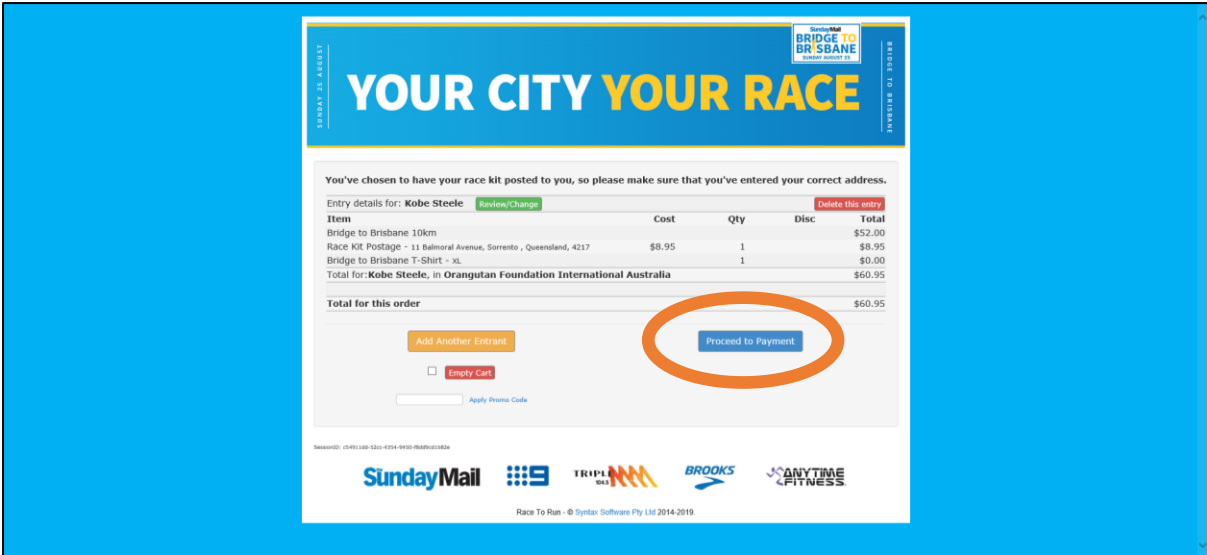 SUNDAY 25 AUGUST
SundayMail
BRIDGE TO
BRISBANE
SUNDAY AUGUST 25
YOUR CITY YOUR RACE
BRIDGE TO BRISBANE
You've chosen to have your race kit posted to you, so please make sure that you've entered your correct address.
Entry details for: Kobe Steele Review/Change Delete this entry
Item Cost Qty Disc Total
Bridge to Brisbane 10km $52.00
Race Kit Postage - 11 Balmoral Avenue, Sorrento , Queensland, 4217 $8.95 1 $8.95
Bridge to Brisbane T-Shirt - XL 1 $0.00
Total for:Kobe Steele, in Orangutan Foundation International Australia $60.95
Total for this order $60.95
Add Another Entrant Proceed to Payment
Empty Cart
Apply Promo Code
SessionID:
SundayMail 9 TRIPLE M 104.5 BROOKS ANYTIME FITNESS
Race To Run - © Syntax Software Pty Ltd 2014-2019.